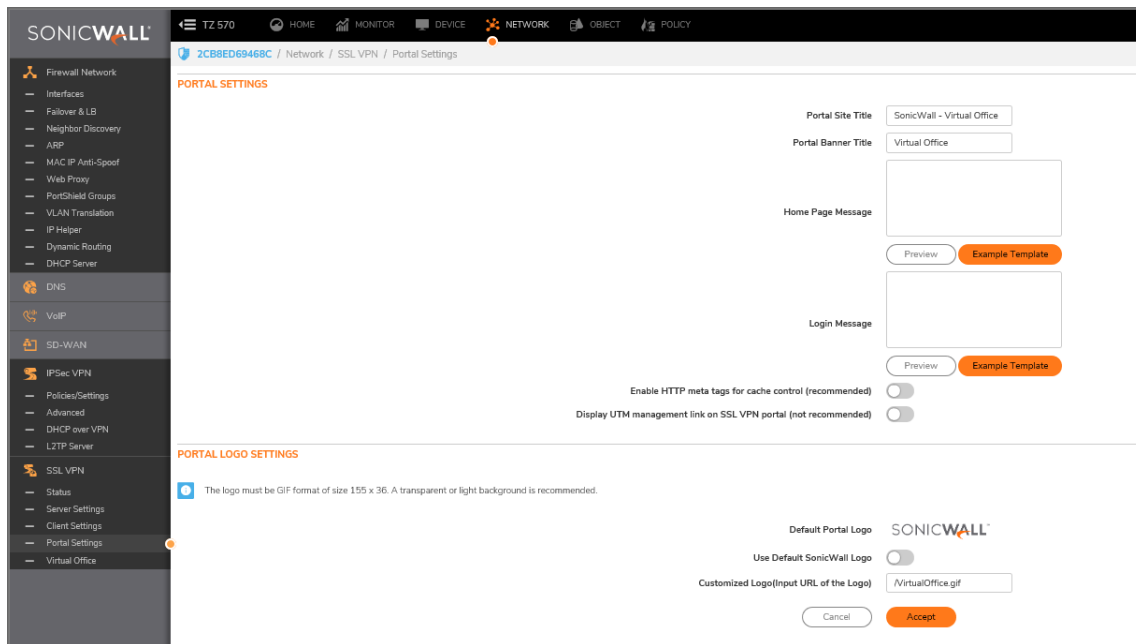 SONICWALL
TZ 570
HOME
MONITOR
DEVICE
NETWORK
OBJECT
POLICY
2CB8ED69468C / Network / SSL VPN / Portal Settings
Firewall Network
Interfaces
Failover & LB
Neighbor Discovery
ARP
MAC IP Anti-Spoof
Web Proxy
PortShield Groups
VLAN Translation
IP Helper
Dynamic Routing
DHCP Server
DNS
VoIP
SD-WAN
IPSec VPN
Policies/Settings
Advanced
DHCP over VPN
L2TP Server
SSL VPN
Status
Server Settings
Client Settings
Portal Settings
Virtual Office
PORTAL SETTINGS
Portal Site Title SonicWall - Virtual Office
Portal Banner Title Virtual Office
Home Page Message
Preview Example Template
Login Message
Preview Example Template
Enable HTTP meta tags for cache control (recommended)
Display UTM management link on SSL VPN portal (not recommended)
PORTAL LOGO SETTINGS
The logo must be GIF format of size 155 x 36. A transparent or light background is recommended.
Default Portal Logo SONICWALL
Use Default SonicWall Logo
Customized Logo(Input URL of the Logo) /VirtualOffice.gif
Cancel Accept